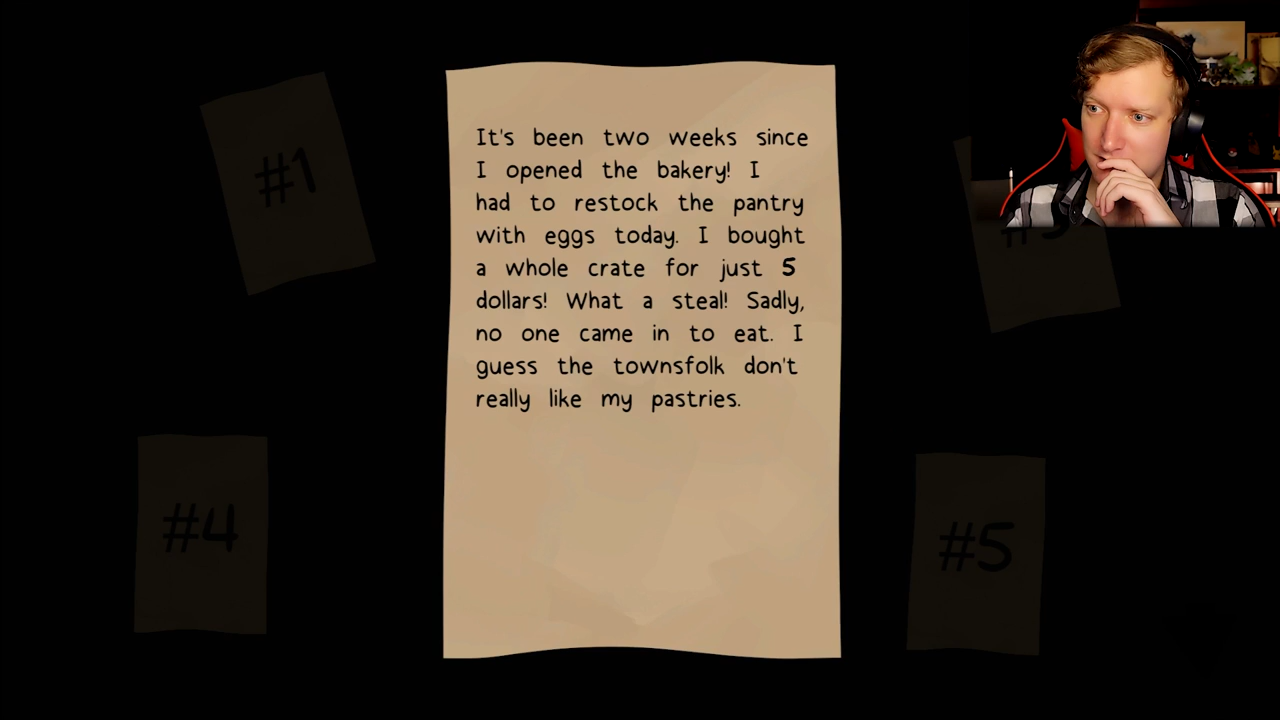 #1
It's been two weeks since
I opened the bakery! I
had to restock the pantry
with eggs today. I bought
a whole crate for just 5
dollars! What a steal! Sadly,
no one came in to eat. I
guess the townsfolk don't
really like my pastries.
#4
#5